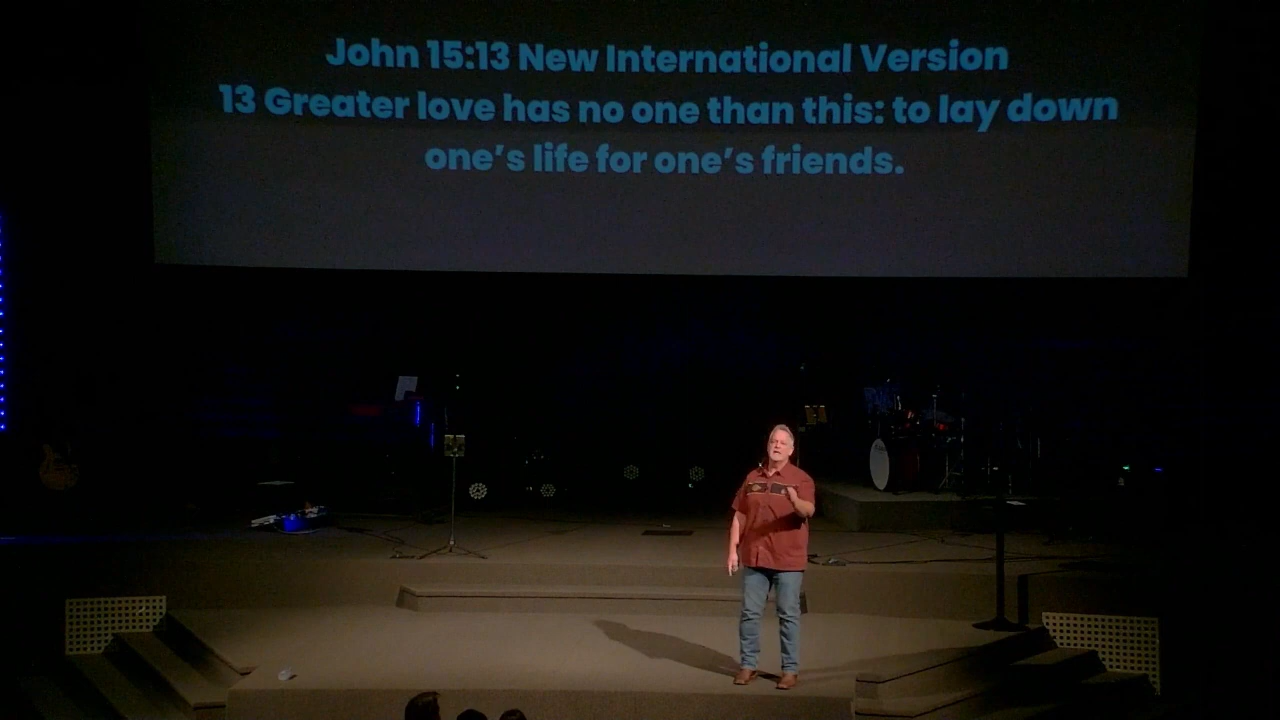 John 15:13 New International Version
13 Greater love has no one than this: to lay down
one’s life for one’s friends.